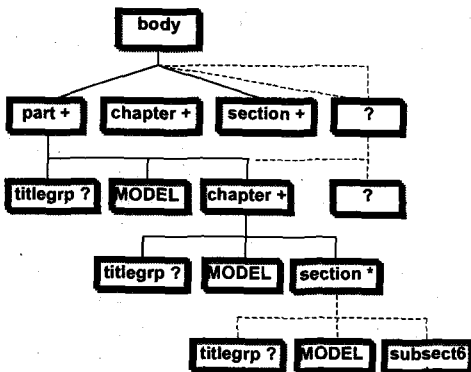 body
part + chapter + section + ?
titlegrp ? MODEL chapter + ?
titlegrp ? MODEL section *
titlegrp ? MODEL subsect6